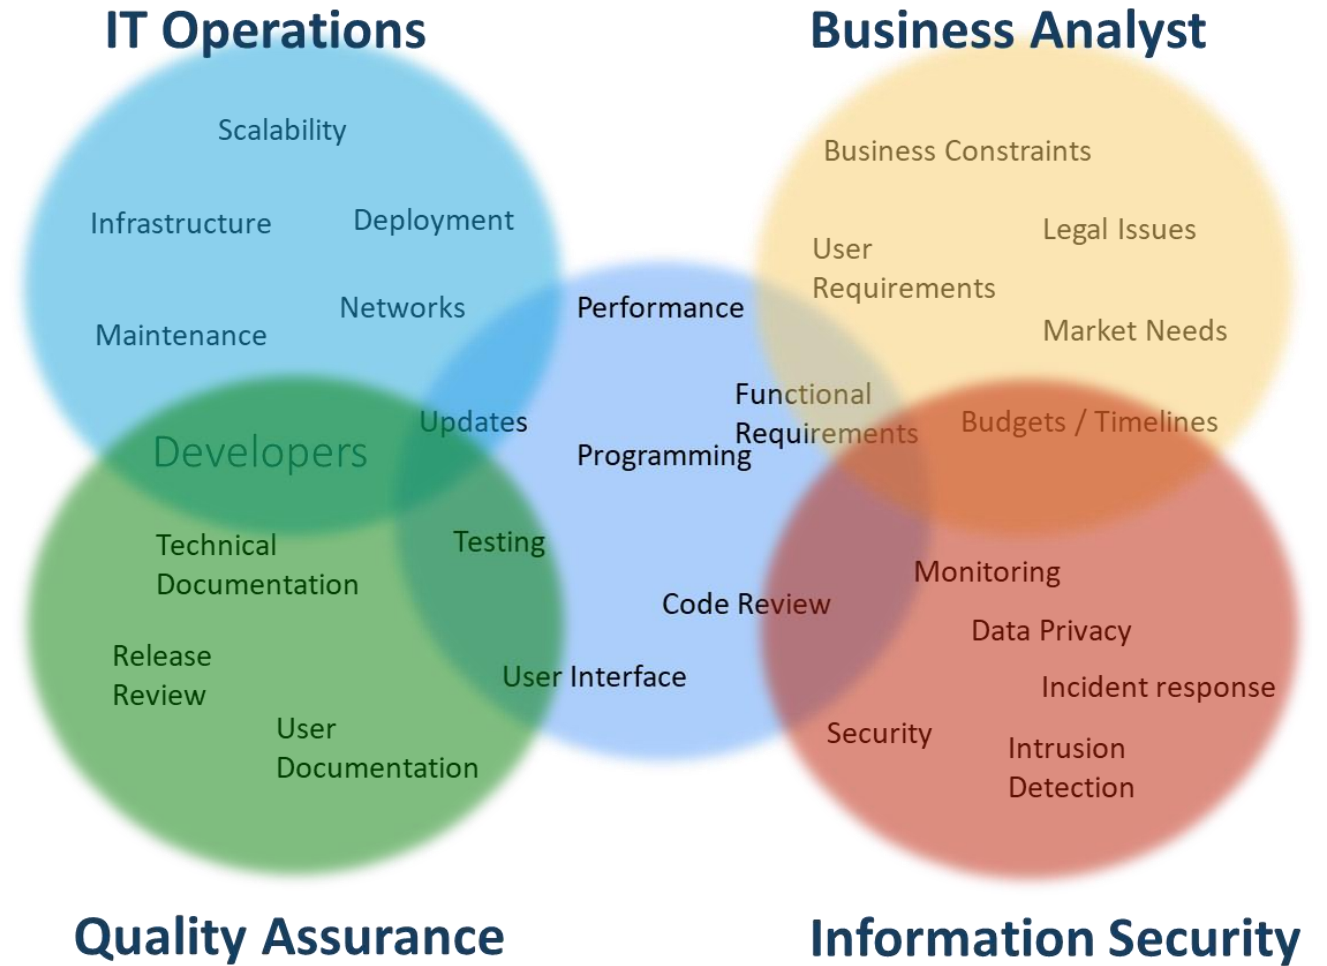 IT Operations
Business Analyst
Scalability
Infrastructure
Deployment
Networks
Maintenance
Business Constraints
Legal Issues
User
Requirements
Market Needs
Performance
Functional
Requirements
Budgets / Timelines
Updates
Developers
Programming
Technical
Documentation
Testing
Code Review
User Interface
Release
Review
User
Documentation
Monitoring
Data Privacy
Incident response
Security
Intrusion
Detection
Quality Assurance
Information Security